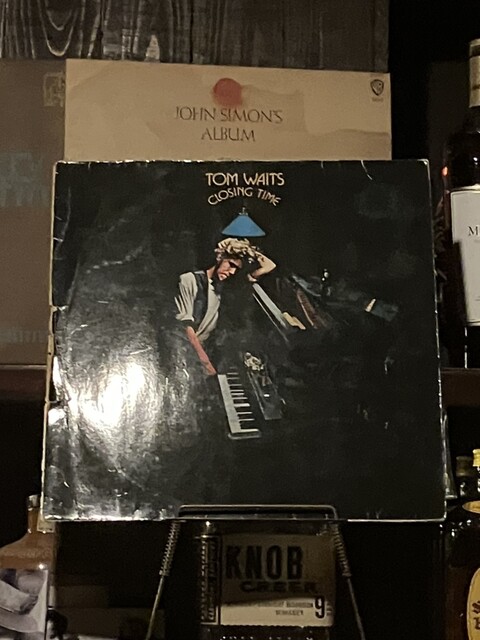 JOHN SIMON'S
ALBUM
TOM WAITS
CLOSING TIME
KNOB
CREEK
9